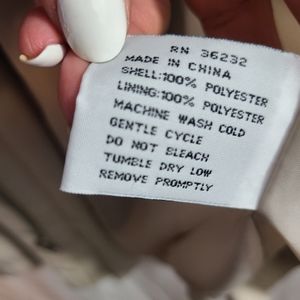 RN 36232
MADE IN CHINA
SHELL:100% POLYESTER
LINING:100% POLYESTER
MACHINE WASH COLD
GENTLE CYCLE
DO NOT BLEACH
TUMBLE DRY LOW
REMOVE PROMPTLY